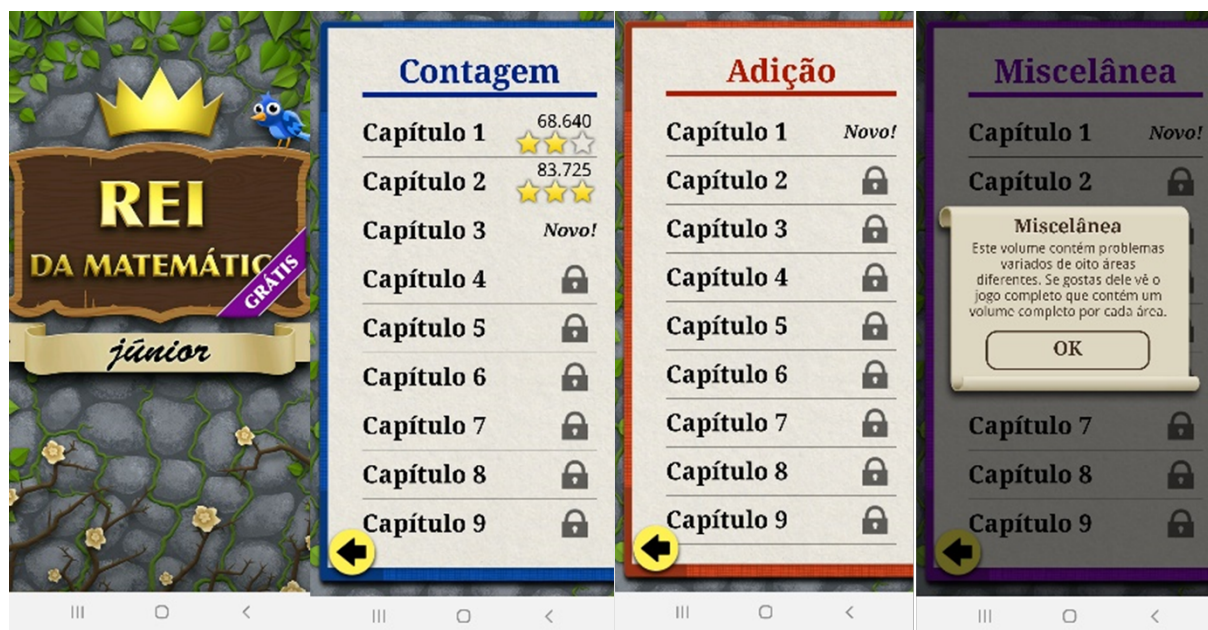 REI
DA MATEMÁTIC
GRÁTIS
júnior
Contagem
Capítulo 1 68.640
Capítulo 2 83.725
Capítulo 3 Novo!
Capítulo 4
Capítulo 5
Capítulo 6
Capítulo 7
Capítulo 8
Capítulo 9
Adição
Capítulo 1 Novo!
Capítulo 2
Capítulo 3
Capítulo 4
Capítulo 5
Capítulo 6
Capítulo 7
Capítulo 8
Capítulo 9
Miscelânea
Capítulo 1 Novo!
Capítulo 2
Miscelânea
Este volume contém problemas
variados de oito áreas
diferentes. Se gostas dele vê o
jogo completo que contém um
volume completo por cada área.
OK
Capítulo 7
Capítulo 8
Capítulo 9